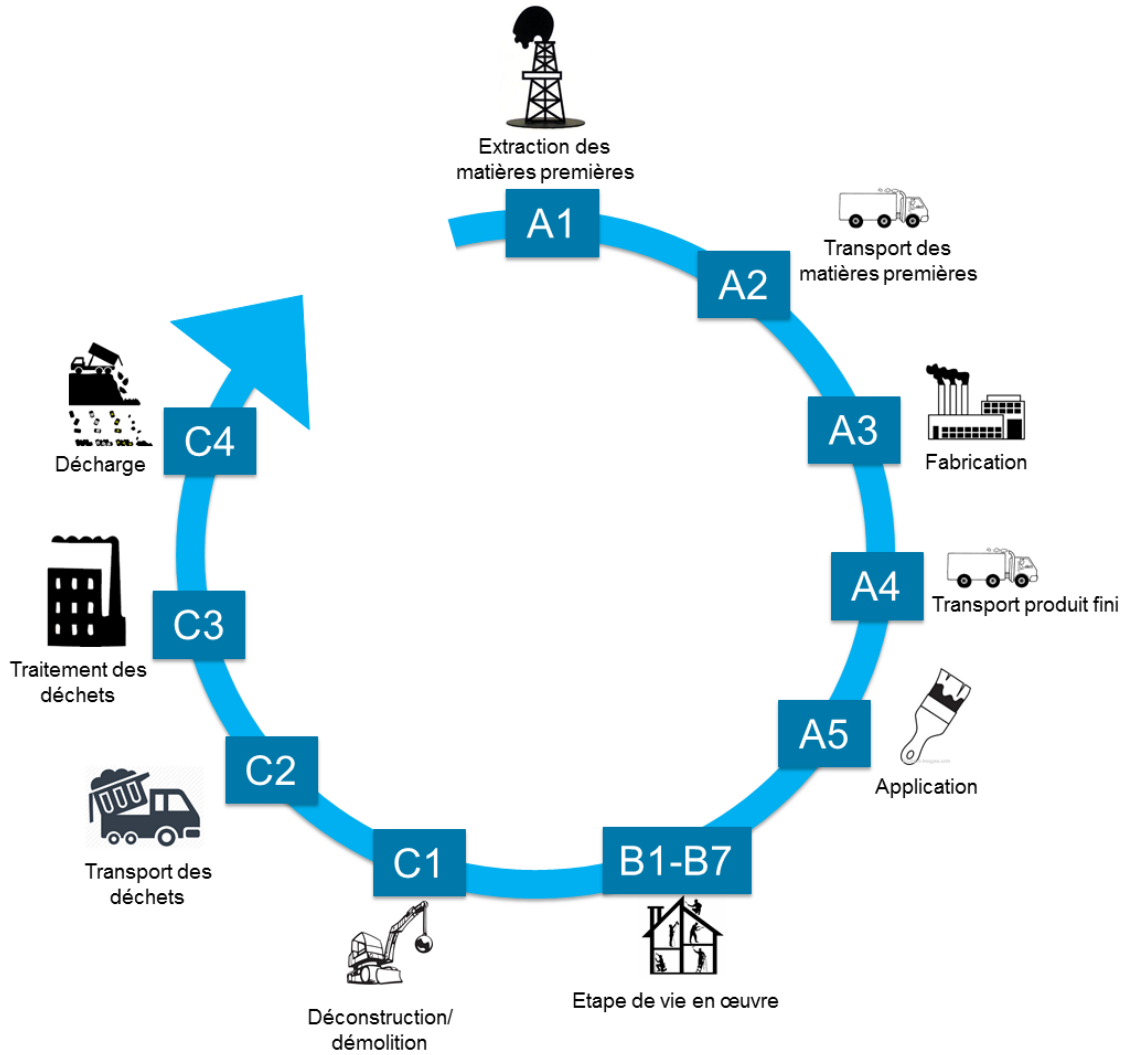 Extraction des
matières premières
A1
Transport des
matières premières
A2
A3
Fabrication
A4
Transport produit fini
A5
Application
B1-B7
Etape de vie en œuvre
C1
Déconstruction/
démolition
C2
Transport des
déchets
C3
Traitement des
déchets
C4
Décharge